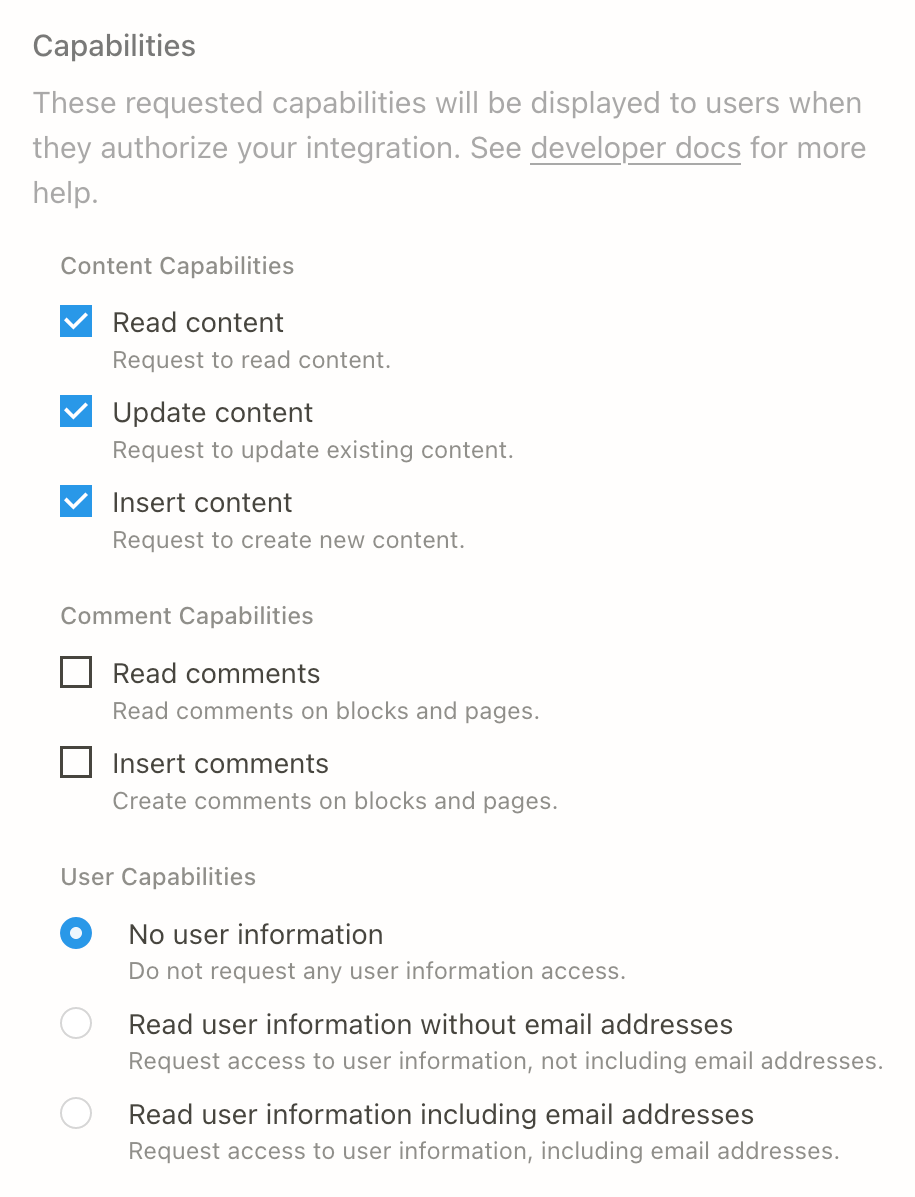 Capabilities
These requested capabilities will be displayed to users when
they authorize your integration. See developer docs for more
help.
Content Capabilities
Read content
Request to read content.
Update content
Request to update existing content.
Insert content
Request to create new content.
Comment Capabilities
Read comments
Read comments on blocks and pages.
Insert comments
Create comments on blocks and pages.
User Capabilities
No user information
Do not request any user information access.
Read user information without email addresses
Request access to user information, not including email addresses.
Read user information including email addresses
Request access to user information, including email addresses.